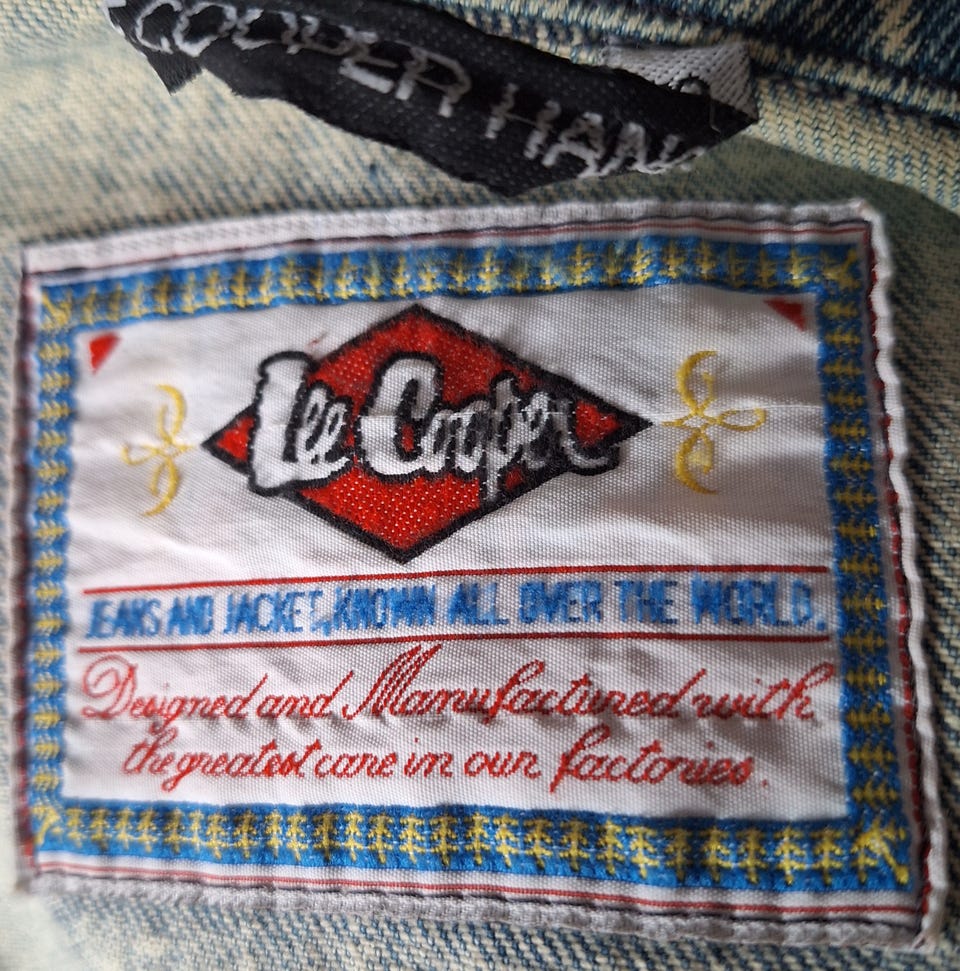 COOPER HAN
Lee Cooper
JEANS AND JACKET, KNOWN ALL OVER THE WORLD.
Designed and Manufactured with
the greatest care in our factories.